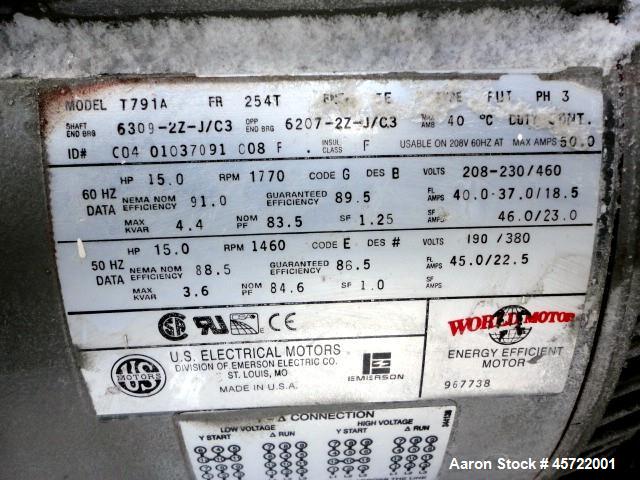 MODEL T791A FR 254T TYPE FUT PH 3
SHAFT END BRG 6309-2Z-J/C3 OPP END BRG 6207-2Z-J/C3 MAX AMB 40 °C DUTY CONT.
ID# C04 01037091 008 F INSUL CLASS F USABLE ON 208V 60HZ AT MAX AMPS 50.0
60 HZ DATA
HP 15.0 RPM 1770 CODE G DES B VOLTS 208-230/460
NEMA NOM EFFICIENCY 91.0 GUARANTEED EFFICIENCY 89.5 FL AMPS 40.0-37.0/18.5
MAX KVAR 4.4 NOM PF 83.5 SF 1.25 SF AMPS 46.0/23.0
50 HZ DATA
HP 15.0 RPM 1460 CODE E DES # VOLTS 190/380
NEMA NOM EFFICIENCY 88.5 GUARANTEED EFFICIENCY 86.5 FL AMPS 45.0/22.5
MAX KVAR 3.6 NOM PF 84.6 SF 1.0
CE
WORLD MOTOR
ENERGY EFFICIENT
MOTOR
967738
US
MOTORS
U.S. ELECTRICAL MOTORS
DIVISION OF EMERSON ELECTRIC CO.
ST. LOUIS, MO
MADE IN U.S.A.
EMERSON
Y - Δ CONNECTION
LOW VOLTAGE HIGH VOLTAGE
Y START Δ RUN Y START Δ RUN
Aaron Stock # 45722001